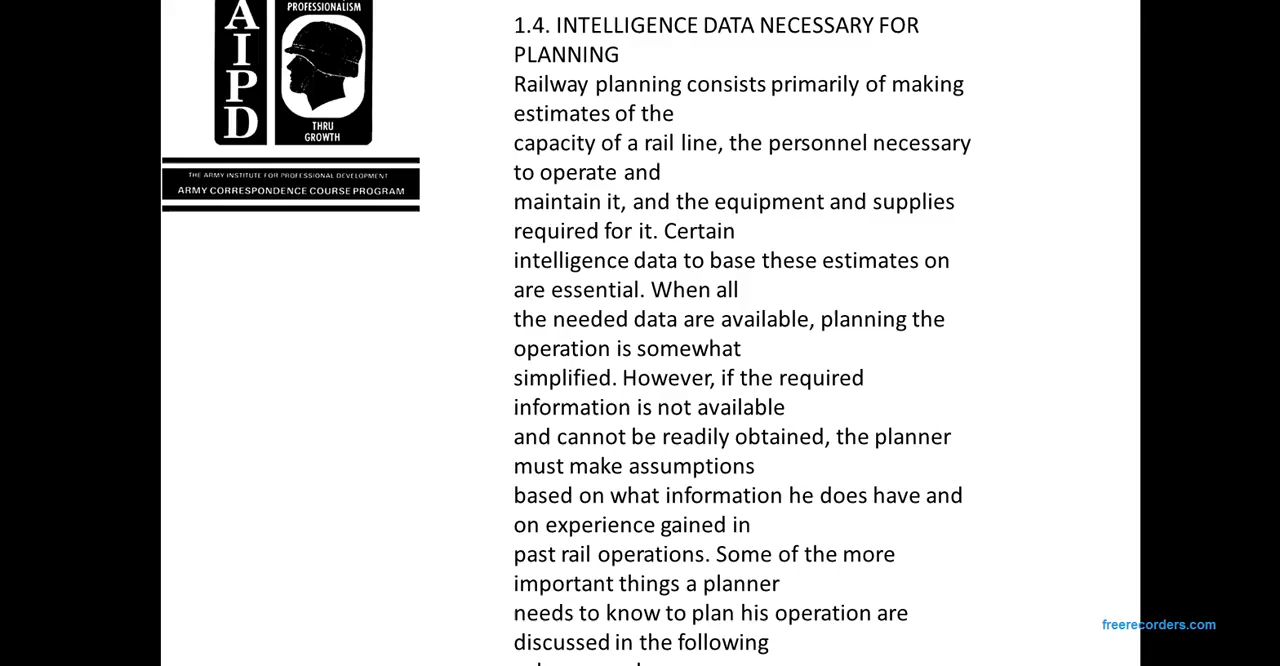 A
I
P
D
PROFESSIONALISM
THRU
GROWTH
THE ARMY INSTITUTE FOR PROFESSIONAL DEVELOPMENT
ARMY CORRESPONDENCE COURSE PROGRAM
1.4. INTELLIGENCE DATA NECESSARY FOR
PLANNING
Railway planning consists primarily of making
estimates of the
capacity of a rail line, the personnel necessary
to operate and
maintain it, and the equipment and supplies
required for it. Certain
intelligence data to base these estimates on
are essential. When all
the needed data are available, planning the
operation is somewhat
simplified. However, if the required
information is not available
and cannot be readily obtained, the planner
must make assumptions
based on what information he does have and
on experience gained in
past rail operations. Some of the more
important things a planner
needs to know to plan his operation are
discussed in the following
freerecorders.com